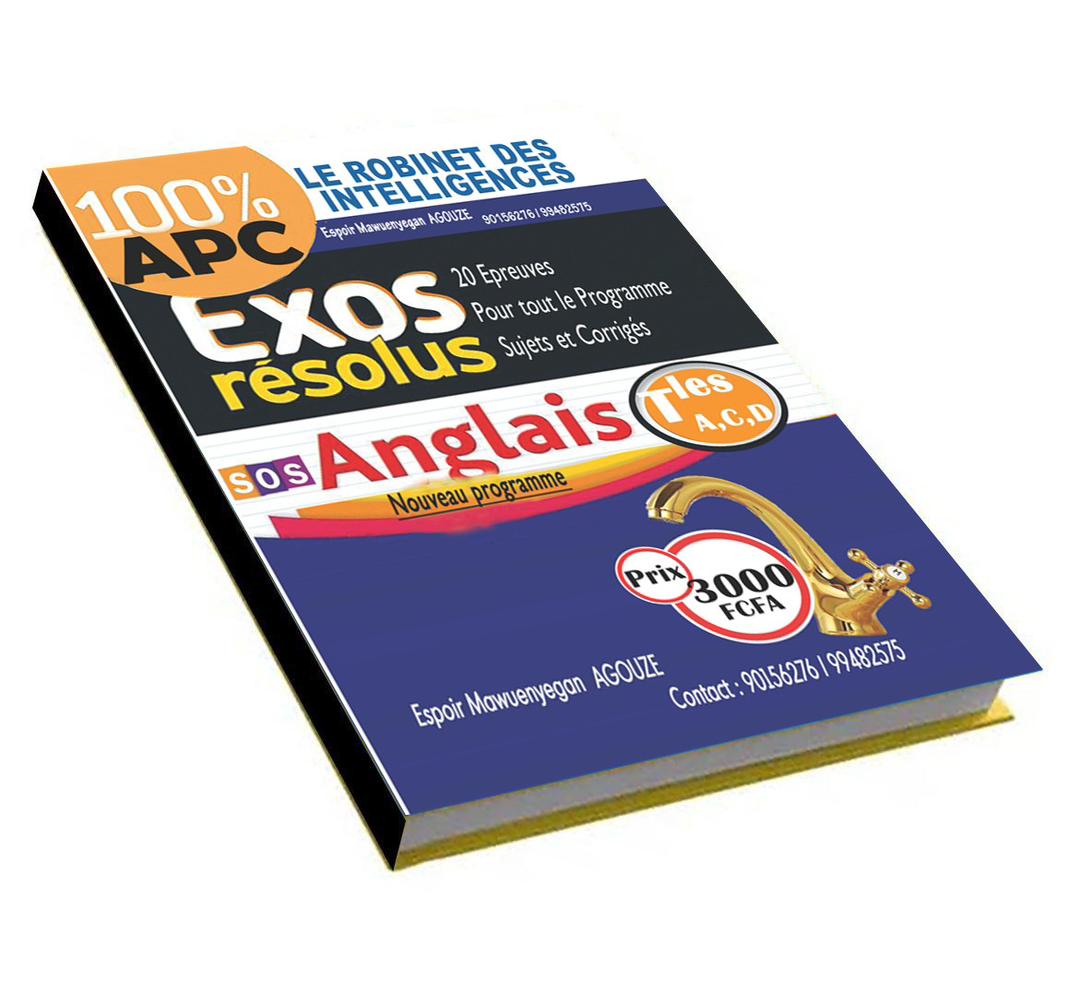 100%
APC
LE ROBINET DES
INTELLIGENCES
Espoir Mawuenyegan AGOUZE 90156276 / 99482575
Exos
résolus
20 Epreuves
Pour tout le Programme
Sujets et Corrigés
SOS Anglais
Tles
A,C,D
Nouveau programme
Prix
3000
FCFA
Espoir Mawuenyegan AGOUZE
Contact : 90156276 / 99482575